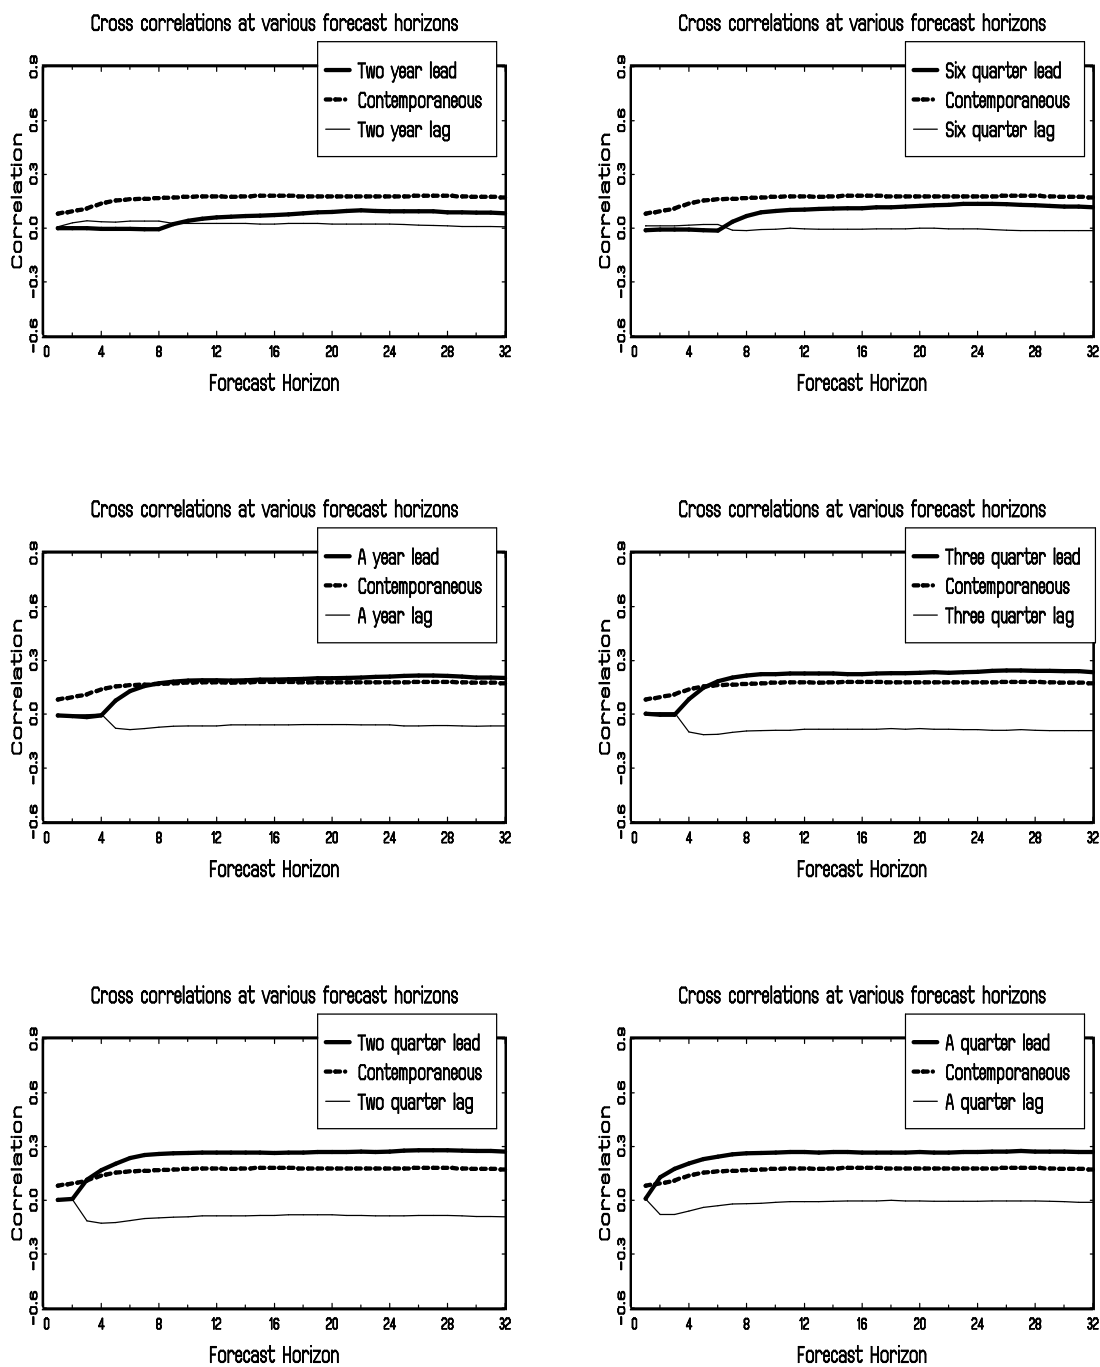 Cross correlations at various forecast horizons
Two year lead
Contemporaneous
Two year lag
Correlation
0.9
0.6
0.3
0.0
-0.3
-0.6
0 4 8 12 16 20 24 28 32
Forecast Horizon
Cross correlations at various forecast horizons
Six quarter lead
Contemporaneous
Six quarter lag
Correlation
0.9
0.6
0.3
0.0
-0.3
-0.6
0 4 8 12 16 20 24 28 32
Forecast Horizon
Cross correlations at various forecast horizons
A year lead
Contemporaneous
A year lag
Correlation
0.9
0.6
0.3
0.0
-0.3
-0.6
0 4 8 12 16 20 24 28 32
Forecast Horizon
Cross correlations at various forecast horizons
Three quarter lead
Contemporaneous
Three quarter lag
Correlation
0.9
0.6
0.3
0.0
-0.3
-0.6
0 4 8 12 16 20 24 28 32
Forecast Horizon
Cross correlations at various forecast horizons
Two quarter lead
Contemporaneous
Two quarter lag
Correlation
0.9
0.6
0.3
0.0
-0.3
-0.6
0 4 8 12 16 20 24 28 32
Forecast Horizon
Cross correlations at various forecast horizons
A quarter lead
Contemporaneous
A quarter lag
Correlation
0.9
0.6
0.3
0.0
-0.3
-0.6
0 4 8 12 16 20 24 28 32
Forecast Horizon